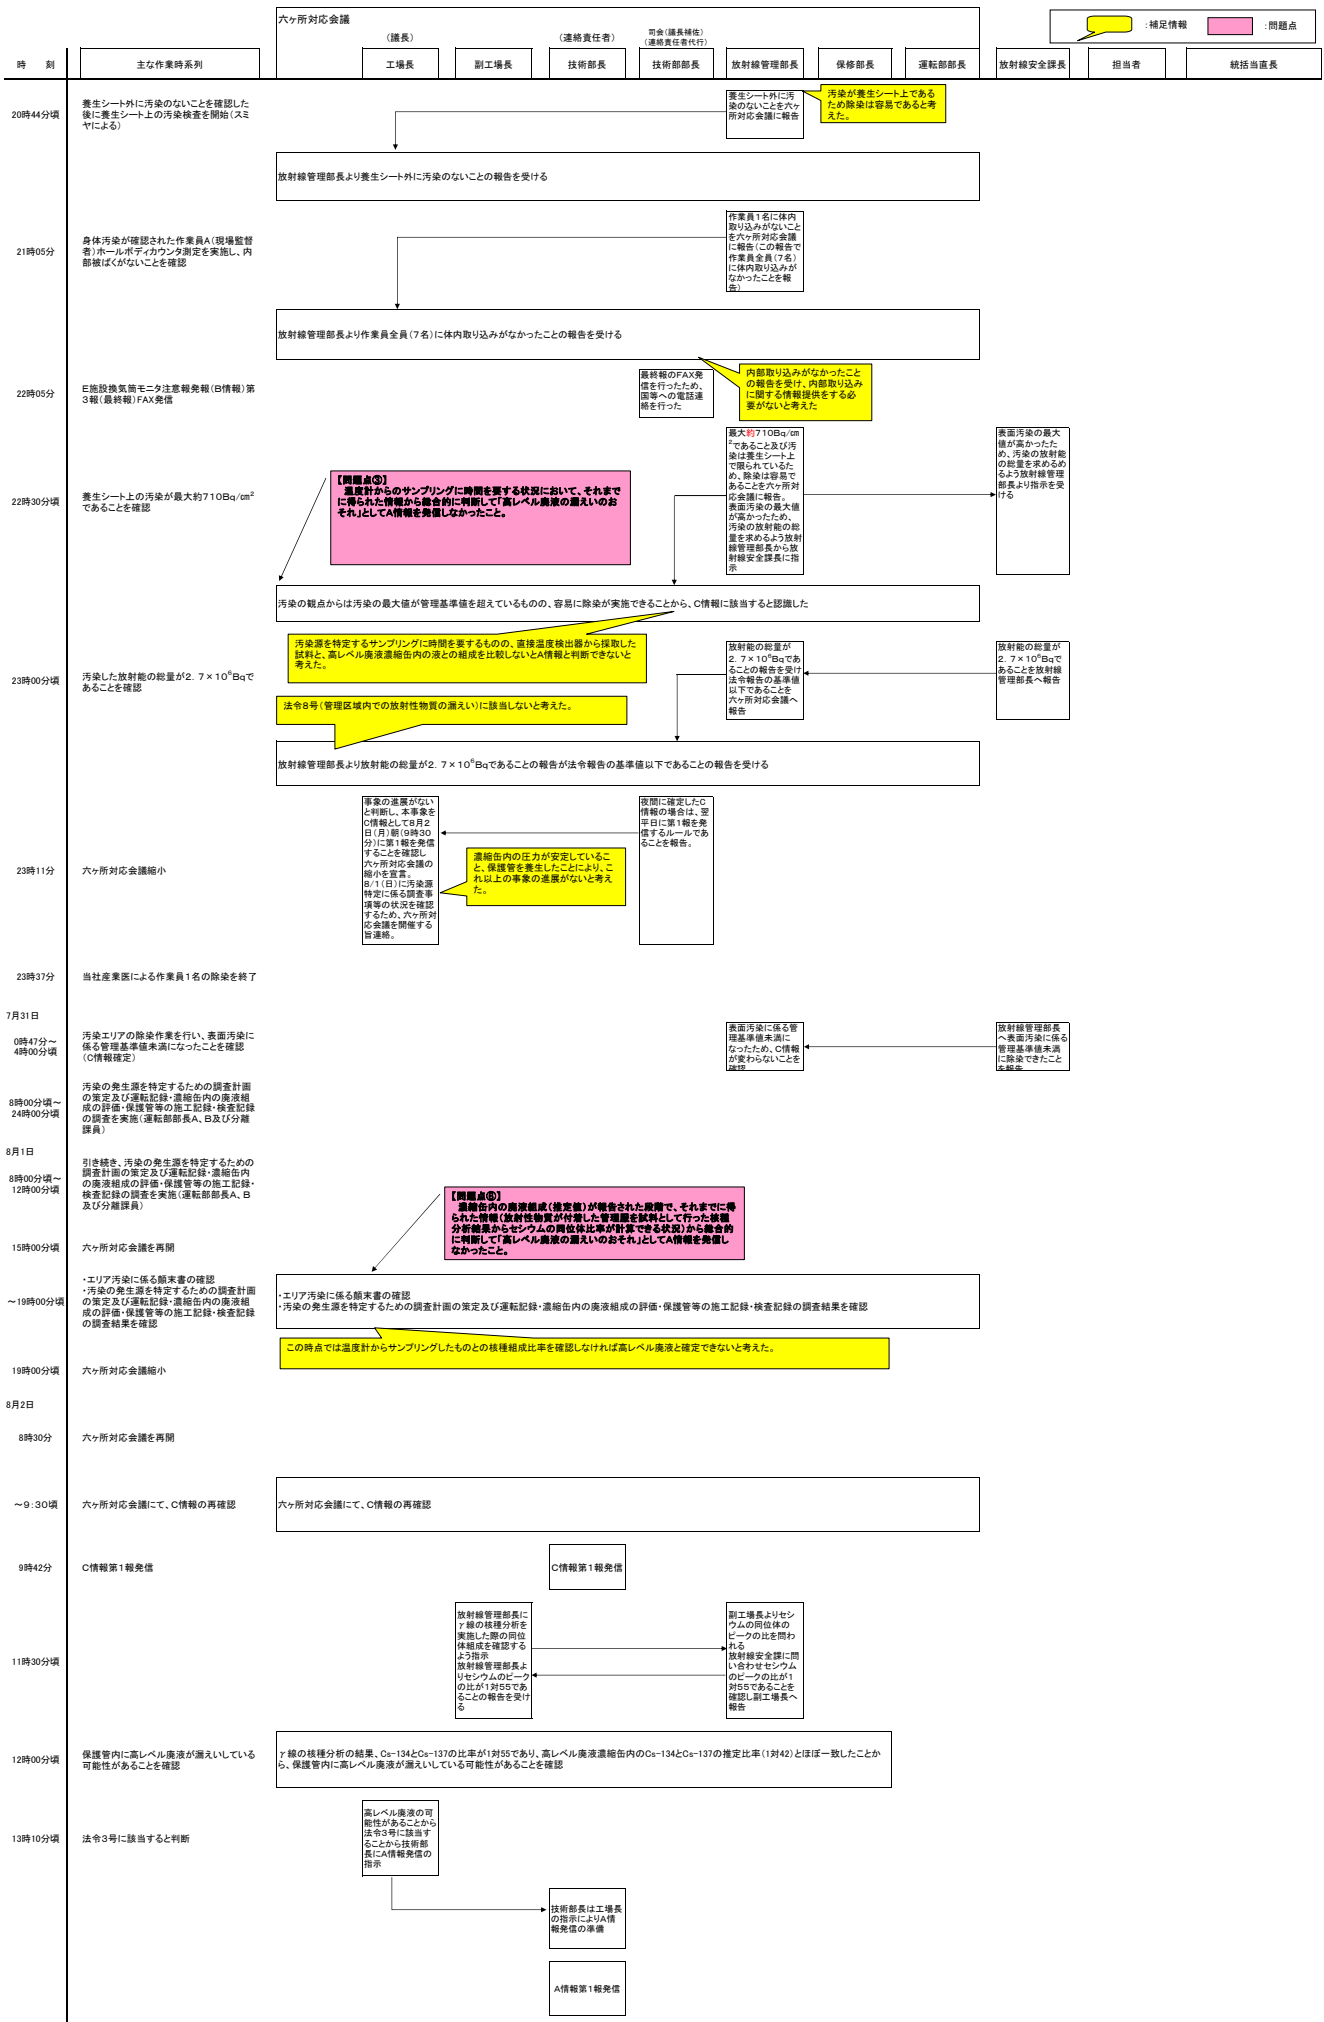 六ヶ所対応会議
:補足情報
:問題点
(議長)
(連絡責任者)
司会(議長補佐)
(連絡責任者代行)
時 刻
主な作業時系列
工場長
副工場長
技術部長
技術部部長
放射線管理部長
保修部長
運転部部長
放射線安全課長
担当者
統括当直長
20時44分頃
養生シート外に汚染のないことを確認した
後に養生シート上の汚染検査を開始(スミ
ヤによる)
養生シート外に汚
染のないことを六ヶ
所対応会議に報告
汚染が養生シート上である
ため除染は容易であると考
えた。
放射線管理部長より養生シート外に汚染のないことの報告を受ける
21時05分
身体汚染が確認された作業員A(現場監督
者)ホールボディカウンタ測定を実施し、内
部被ばくがないことを確認
作業員1名に体内
取り込みがないこと
を六ヶ所対応会議
に報告(この報告で
作業員全員(7名)
に体内取り込みが
なかったことを報
告)
放射線管理部長より作業員全員(7名)に体内取り込みがなかったことの報告を受ける
22時05分
E施設換気筒モニタ注意報発報(B情報)第
3報(最終報)FAX発信
最終報のFAX発
信を行ったため、
国等への電話連
絡を行った
内部取り込みがなかったこと
の報告を受け、内部取り込み
に関する情報提供をする必
要がないと考えた
22時30分頃
養生シート上の汚染が最大約710Bq/c㎡
であることを確認
【問題点③】
温度計からのサンプリングに時間を要する状況において、それまで
に得られた情報から総合的に判断して「高レベル廃液の漏えいのお
それ」としてA情報を発信しなかったこと。
最大約710Bq/㎝
²であること及び汚
染は養生シート上
で限られているた
め、除染は容易で
あることを六ヶ所対
応会議に報告。
表面汚染の最大値
が高かったため、
汚染の放射能の総
量を求めるよう放射
線管理部長から放
射線安全課長に指
示
表面汚染の最大
値が高かったた
め、汚染の放射能
の総量を求めるめ
るよう放射線管理
部長より指示を受
ける
汚染の観点からは汚染の最大値が管理基準値を超えているものの、容易に除染が実施できることから、C情報に該当すると認識した
汚染源を特定するサンプリングに時間を要するものの、直接温度検出器から採取した
試料と、高レベル廃液濃縮缶内の液との組成を比較しないとA情報と判断できないと
考えた。
23時00分頃
汚染した放射能の総量が2.7×10⁶Bqで
あることを確認
放射能の総量が
2.7×10⁶Bqであ
ることの報告を受け
法令報告の基準値
以下であることを
六ヶ所対応会議へ
報告
放射能の総量が
2.7×10⁶Bqで
あることを放射線
管理部長へ報告
法令8号(管理区域内での放射性物質の漏えい)に該当しないと考えた。
放射線管理部長より放射能の総量が2.7×10⁶Bqであることの報告が法令報告の基準値以下であることの報告を受ける
23時11分
六ヶ所対応会議縮小
事象の進展がない
と判断し、本事象を
C情報として8月2
日(月)朝(9時30
分)に第1報を発信
することを確認し
六ヶ所対応会議の
縮小を宣言。
8/1(日)に汚染源
特定に係る調査事
項等の状況を確認
するため、六ヶ所対
応会議を開催する
旨連絡。
濃縮缶内の圧力が安定しているこ
と、保護管を養生したことにより、こ
れ以上の事象の進展がないと考え
た。
夜間に確定したC
情報の場合は、翌
平日に第1報を発
信するルールであ
ることを報告。
23時37分
当社産業医による作業員1名の除染を終了
7月31日
0時47分～
4時00分頃
汚染エリアの除染作業を行い、表面汚染に
係る管理基準値未満になったことを確認
(C情報確定)
表面汚染に係る管
理基準値未満に
なったため、C情報
が変わらないことを
確認
放射線管理部長
へ表面汚染に係る
管理基準値未満
に除染できたこと
を報告
8時00分頃～
24時00分頃
汚染の発生源を特定するための調査計画
の策定及び運転記録・濃縮缶内の廃液組
成の評価・保護管等の施工記録・検査記録
の調査を実施(運転部部長A、B及び分離
課員)
8月1日
8時00分頃～
12時00分頃
引き続き、汚染の発生源を特定するための
調査計画の策定及び運転記録・濃縮缶内
の廃液組成の評価・保護管等の施工記録・
検査記録の調査を実施(運転部部長A、B
及び分離課員)
【問題点⑥】
濃縮缶内の廃液組成(推定値)が報告された段階で、それまでに得
られた情報(放射性物質が付着した管理服を試料として行った核種
分析結果からセシウムの同位体比率が計算できる状況)から総合的
に判断して「高レベル廃液の漏えいのおそれ」としてA情報を発信し
なかったこと。
15時00分頃
六ヶ所対応会議を再開
～19時00分頃
・エリア汚染に係る顛末書の確認
・汚染の発生源を特定するための調査計画
の策定及び運転記録・濃縮缶内の廃液組
成の評価・保護管等の施工記録・検査記録
の調査結果を確認
・エリア汚染に係る顛末書の確認
・汚染の発生源を特定するための調査計画の策定及び運転記録・濃縮缶内の廃液組成の評価・保護管等の施工記録・検査記録の調査結果を確認
この時点では温度計からサンプリングしたものとの核種組成比率を確認しなければ高レベル廃液と確定できないと考えた。
19時00分頃
六ヶ所対応会議縮小
8月2日
8時30分
六ヶ所対応会議を再開
～9:30頃
六ヶ所対応会議にて、C情報の再確認
六ヶ所対応会議にて、C情報の再確認
9時42分
C情報第1報発信
C情報第1報発信
11時30分頃
放射線管理部長に
γ線の核種分析を
実施した際の同位
体組成を確認する
よう指示
放射線管理部長よ
りセシウムのピーク
の比が1対55であ
ることの報告を受け
る
副工場長よりセシ
ウムの同位体の
ピークの比を問わ
れる
放射線安全課に問
い合わせセシウム
のピークの比が1
対55であることを
確認し副工場長へ
報告
12時00分頃
保護管内に高レベル廃液が漏えいしている
可能性があることを確認
γ線の核種分析の結果、Cs-134とCs-137の比率が1対55であり、高レベル廃液濃縮缶内のCs-134とCs-137の推定比率(1対42)とほぼ一致したことか
ら、保護管内に高レベル廃液が漏えいしている可能性があることを確認
13時10分頃
法令3号に該当すると判断
高レベル廃液の可
能性があることから
法令3号に該当す
ることから技術部
長にA情報発信の
指示
技術部長は工場長
の指示によりA情
報発信の準備
A情報第1報発信